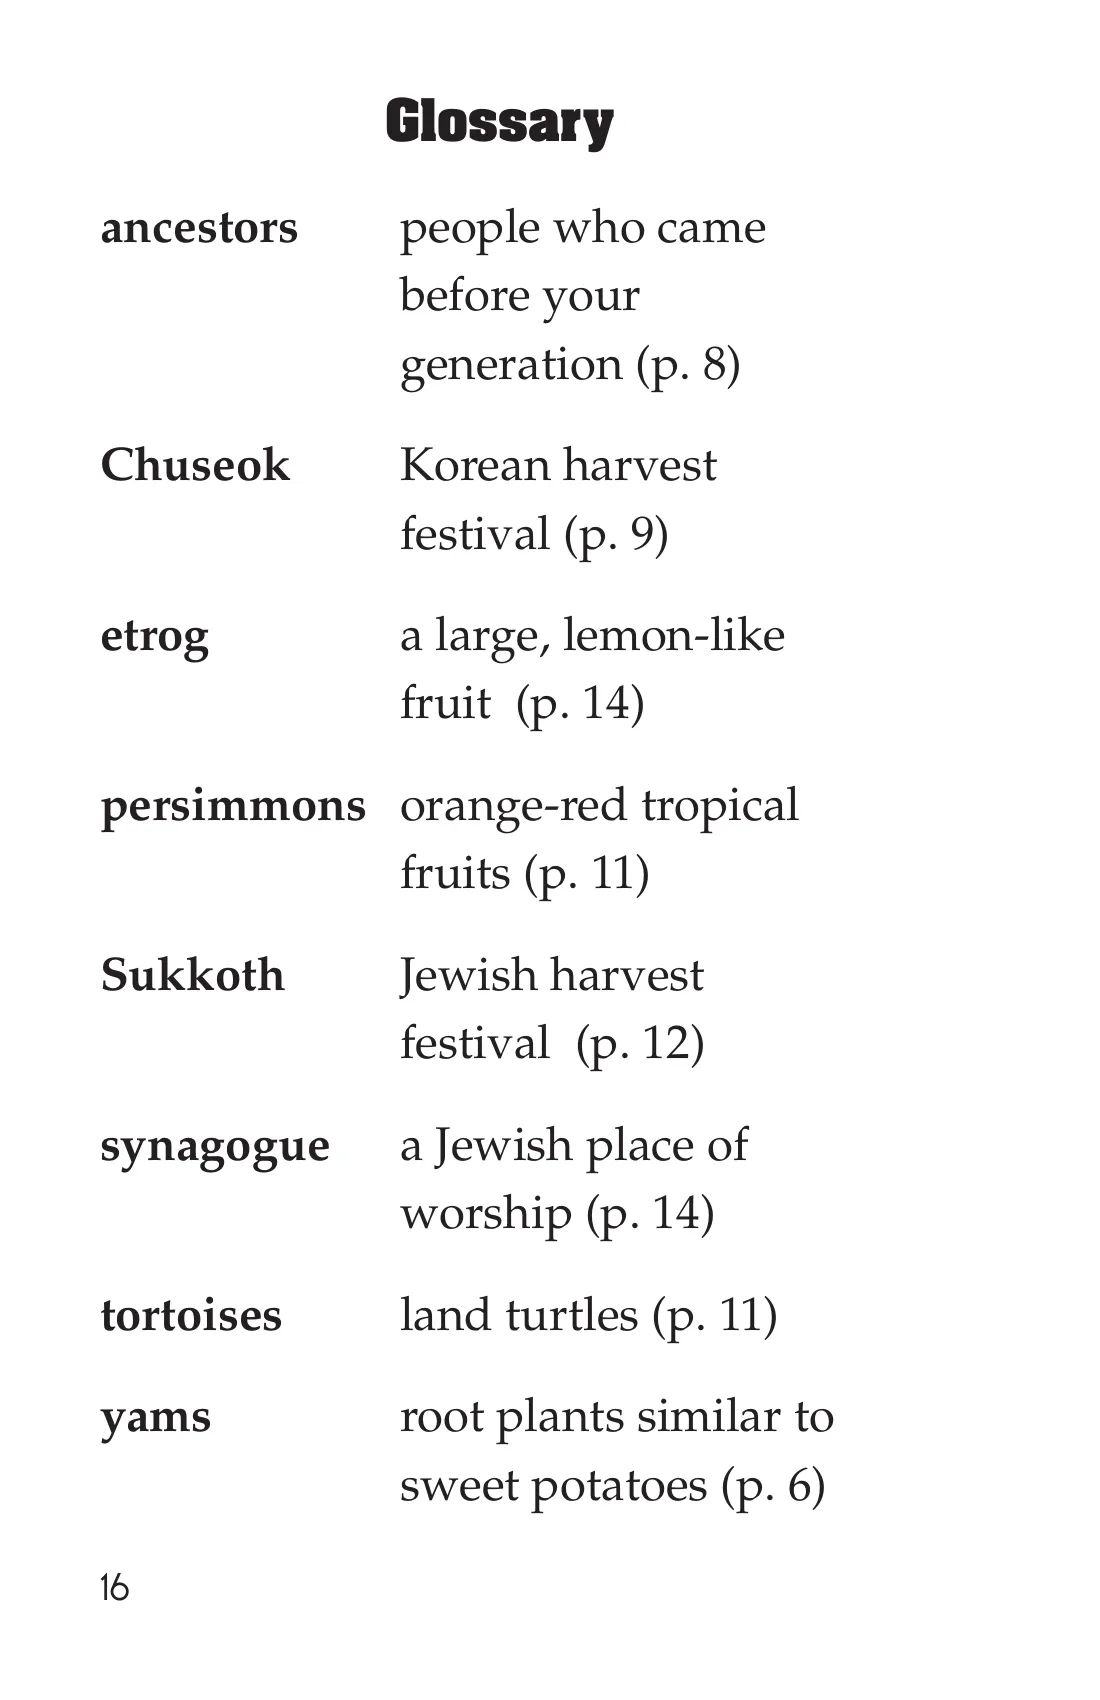 Glossary
ancestors people who came
before your
generation (p. 8)
Chuseok Korean harvest
festival (p. 9)
etrog a large, lemon-like
fruit (p. 14)
persimmons orange-red tropical
fruits (p. 11)
Sukkoth Jewish harvest
festival (p. 12)
synagogue a Jewish place of
worship (p. 14)
tortoises land turtles (p. 11)
yams root plants similar to
sweet potatoes (p. 6)
16